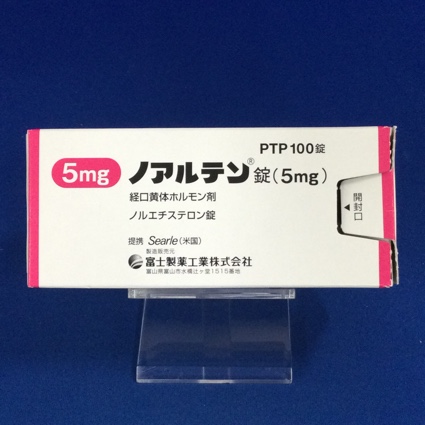 PTP 100錠
5mg ノアルテン®錠(5mg)
経口黄体ホルモン剤
ノルエチステロン錠
提携 Searle(米国)
製造販売元
富士製薬工業株式会社
富山県富山市水橋辻ヶ堂1515番地
開封口